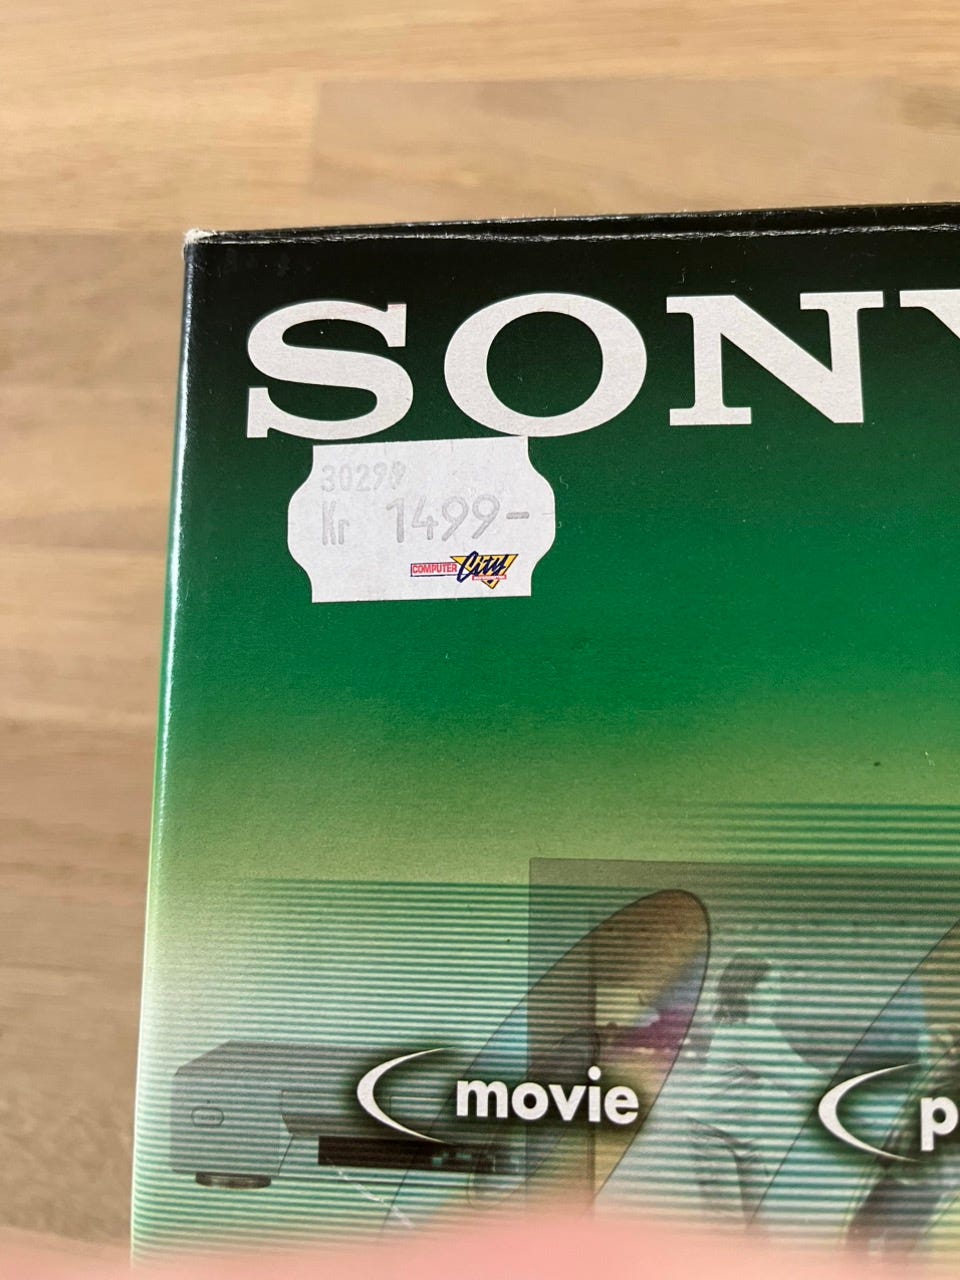 SONY
30299
Kr 1499-
COMPUTER City
movie
p